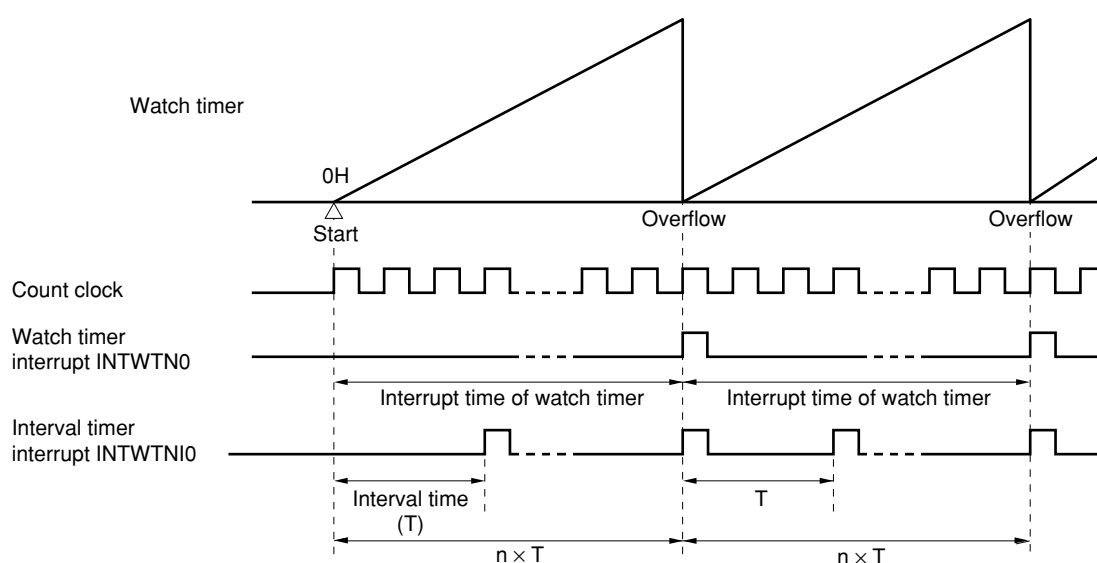 Watch timer
0H
Start
Overflow
Overflow
Count clock
Watch timer
interrupt INTWTN0
Interrupt time of watch timer
Interrupt time of watch timer
Interval timer
interrupt INTWTNI0
Interval time
(T)
T
n × T
n × T